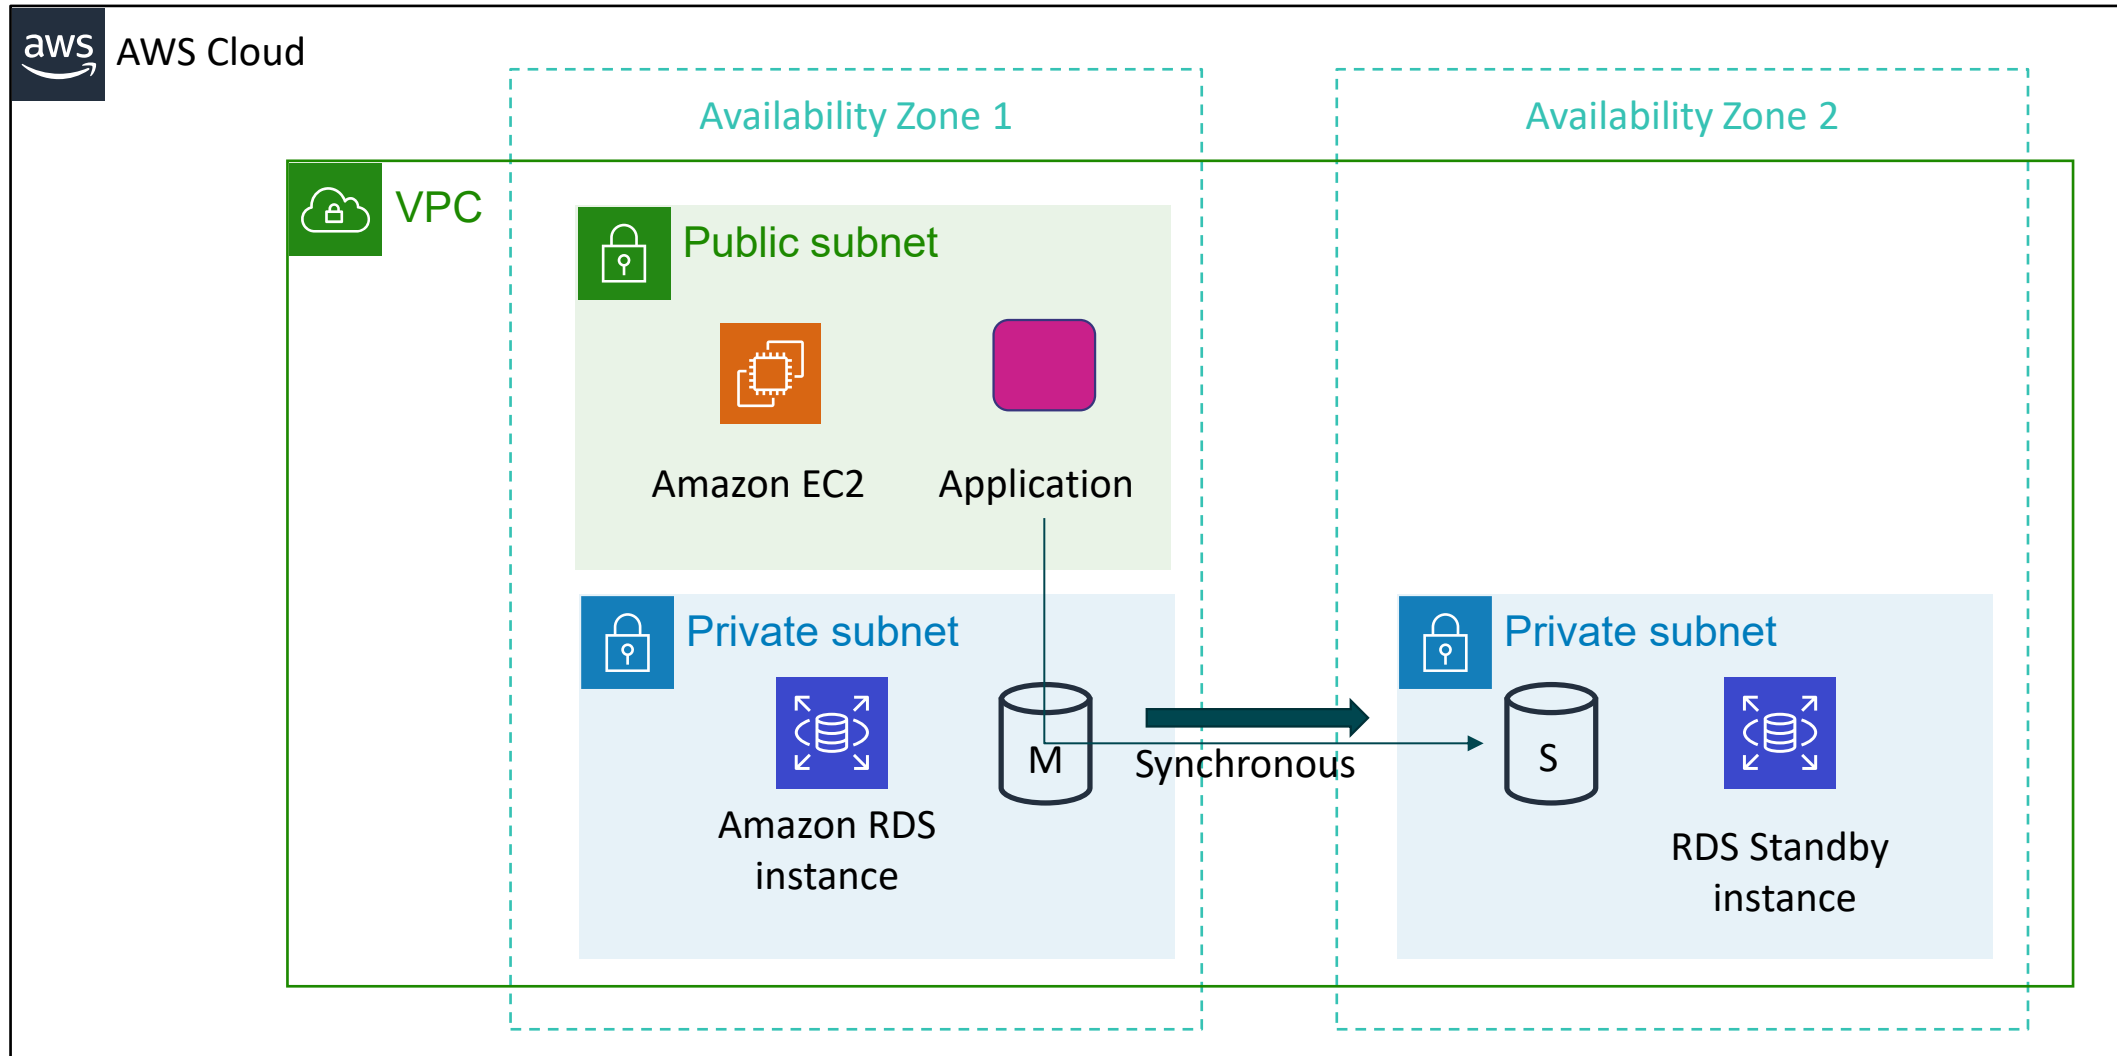 aws
AWS Cloud
Availability Zone 1
Availability Zone 2
VPC
Public subnet
Amazon EC2
Application
Private subnet
Amazon RDS
instance
M
Synchronous
Private subnet
S
RDS Standby
instance